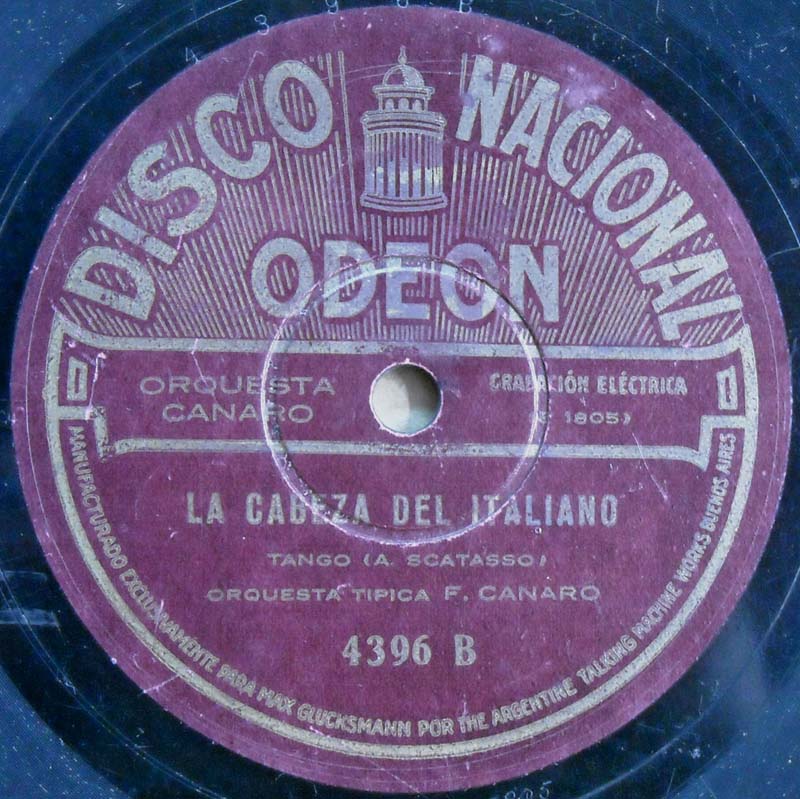 DISCO NACIONAL
ODEON
ORQUESTA
CANARO
GRABACIÓN ELÉCTRICA
1805)
LA CABEZA DEL ITALIANO
TANGO (A. SCATASSO)
ORQUESTA TIPICA F. CANARO
4396 B
MANUFACTURADO EXCLUSIVAMENTE PARA MAX GLUCKSMANN POR THE ARGENTINE TALKING MACHINE WORKS BUENOS AIRES